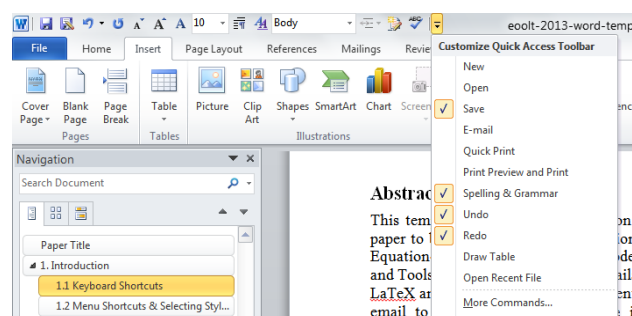 W A A A 10 Body eoolt-2013-word-temp
File Home Insert Page Layout References Mailings Revie
Customize Quick Access Toolbar
New
Open
Save
E-mail
Quick Print
Print Preview and Print
Spelling & Grammar
Undo
Redo
Draw Table
Open Recent File
More Commands...
Cover Page
Blank Page
Page Break
Table
Picture
Clip Art
Shapes
SmartArt
Chart
Screen
Pages Tables Illustrations
Navigation
Search Document
Paper Title
1. Introduction
1.1 Keyboard Shortcuts
1.2 Menu Shortcuts & Selecting Styl...
Abstrac
This tem
paper to
Equation
and Tools
LaTeX ar
email to